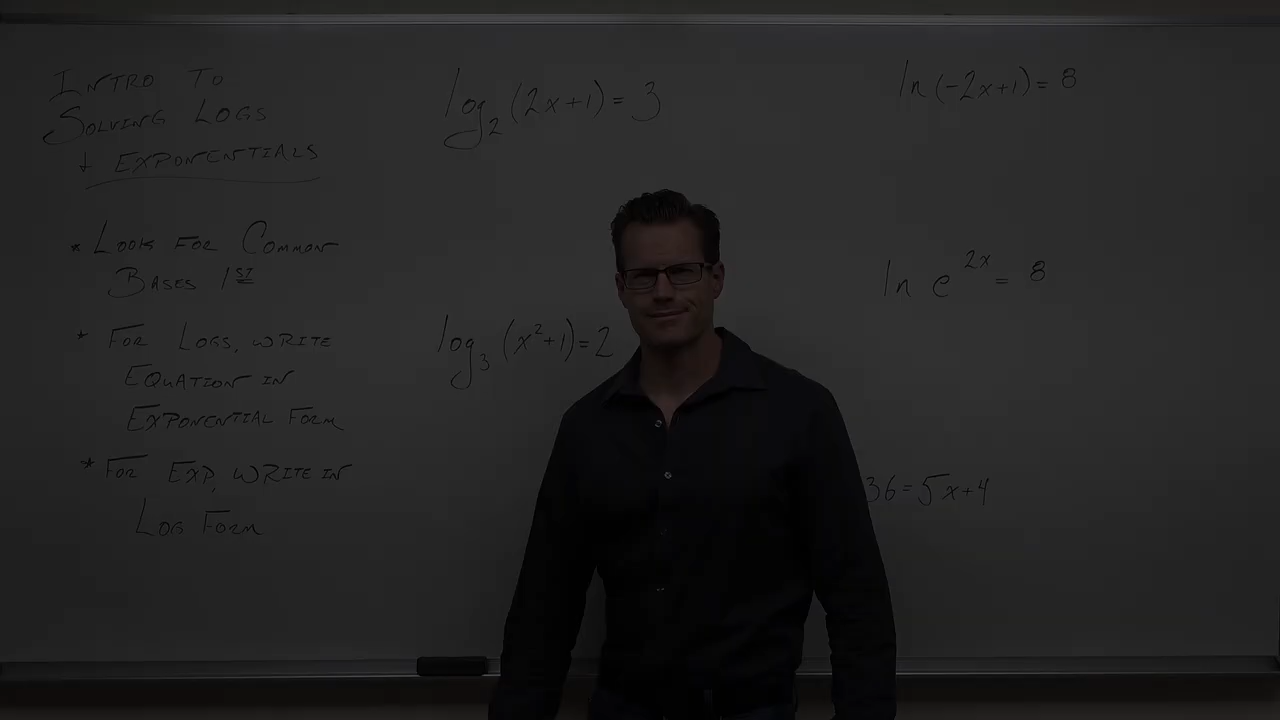 INTRO TO
SOLVING LOGS
+ EXPONENTIALS
* LOOK FOR COMMON
BASES 1ST
* FOR LOGS, WRITE
EQUATION IN
EXPONENTIAL FORM
* FOR EXP, WRITE IN
LOG FORM
log₂(2x+1)=3
log₃(x²+1)=2
ln(-2x+1)=8
ln e²ˣ=8
36=5x+4